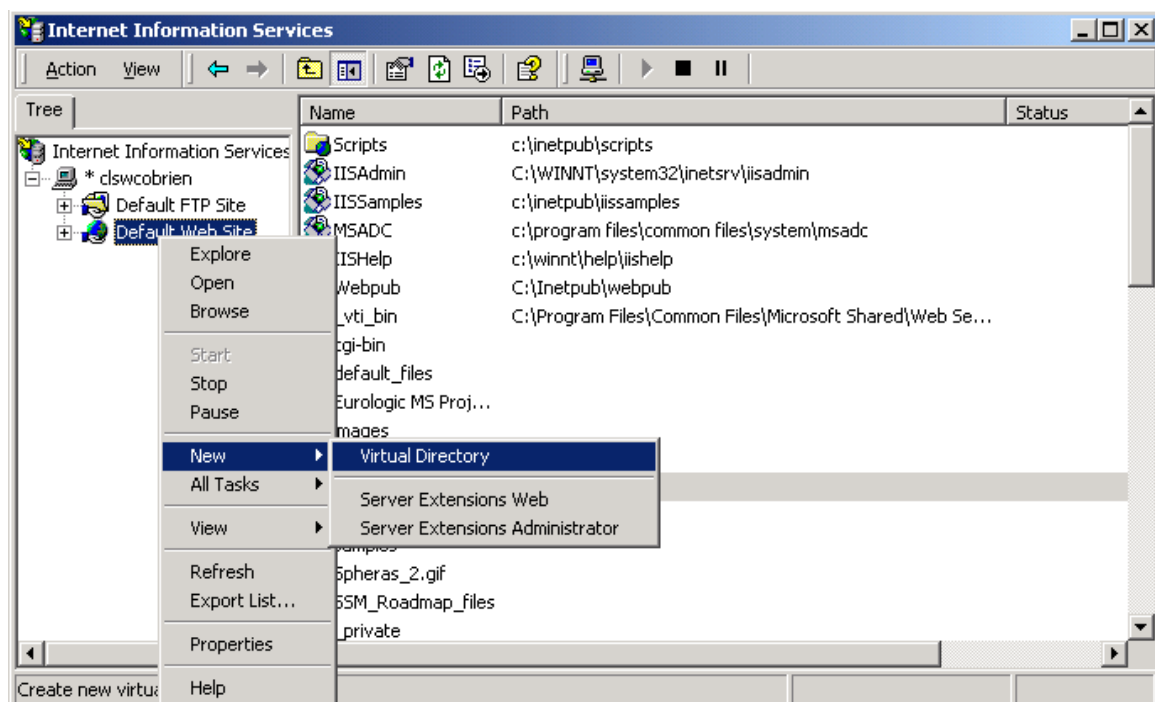 Internet Information Services
Action View
Tree
Name Path Status
Internet Information Services
* clswcobrien
Default FTP Site
Default Web Site
Scripts c:\inetpub\scripts
IISAdmin C:\WINNT\system32\inetsrv\iisadmin
IISSamples c:\inetpub\iissamples
MSADC c:\program files\common files\system\msadc
IISHelp c:\winnt\help\iishelp
Webpub C:\Inetpub\webpub
_vti_bin C:\Program Files\Common Files\Microsoft Shared\Web Se...
cgi-bin
default_files
Eurologic MS Proj...
images
Spheras_2.gif
SSM_Roadmap_files
_private
Explore
Open
Browse
Start
Stop
Pause
New
All Tasks
View
Refresh
Export List...
Properties
Help
Virtual Directory
Server Extensions Web
Server Extensions Administrator
Create new